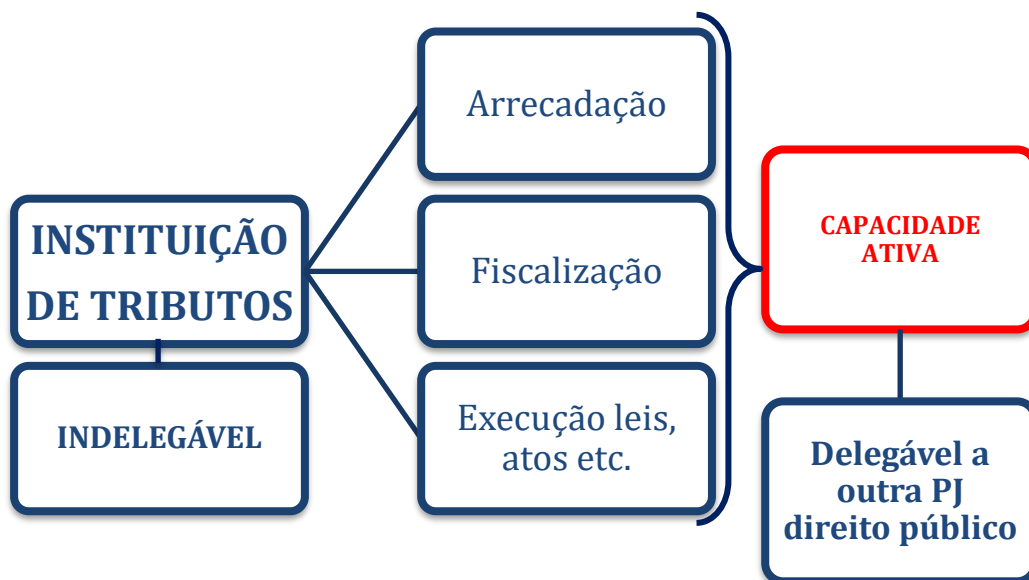 INSTITUIÇÃO
DE TRIBUTOS
INDELEGÁVEL
Arrecadação
Fiscalização
Execução leis,
atos etc.
CAPACIDADE
ATIVA
Delegável a
outra PJ
direito público